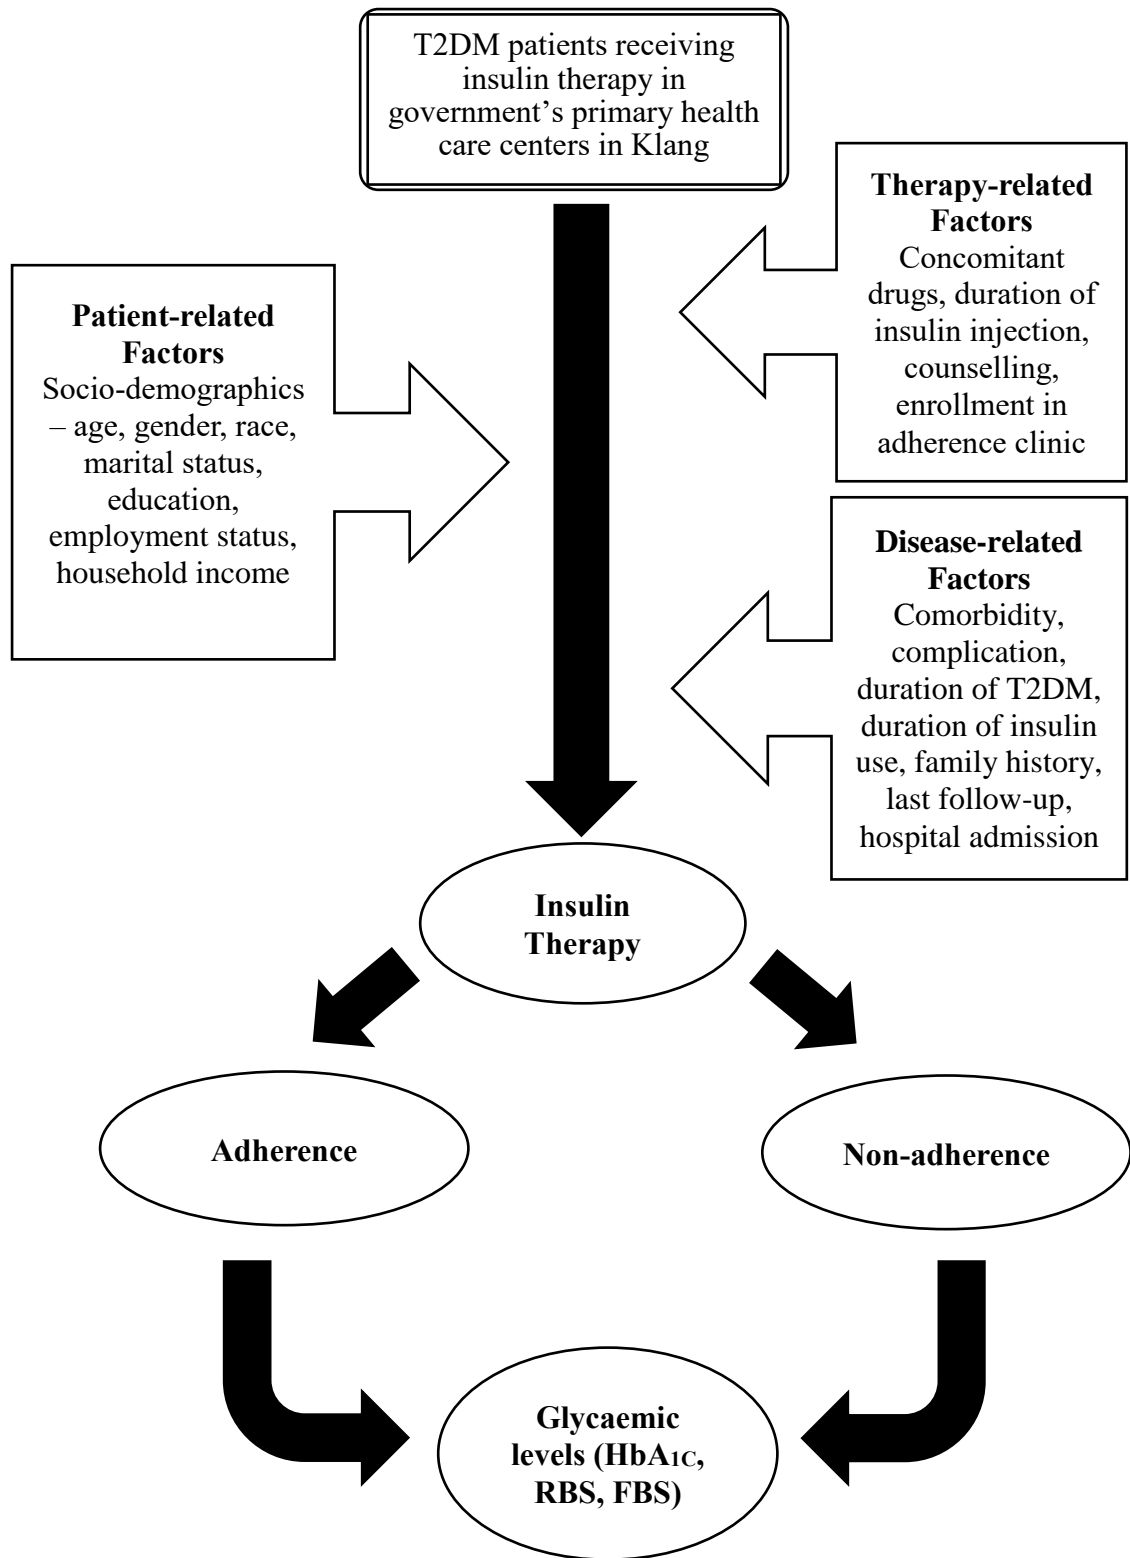 T2DM patients receiving
insulin therapy in
government’s primary health
care centers in Klang
Therapy-related
Factors
Concomitant
drugs, duration of
insulin injection,
counselling,
enrollment in
adherence clinic
Patient-related
Factors
Socio-demographics
– age, gender, race,
marital status,
education,
employment status,
household income
Disease-related
Factors
Comorbidity,
complication,
duration of T2DM,
duration of insulin
use, family history,
last follow-up,
hospital admission
Insulin
Therapy
Adherence
Non-adherence
Glycaemic
levels (HbA1C,
RBS, FBS)